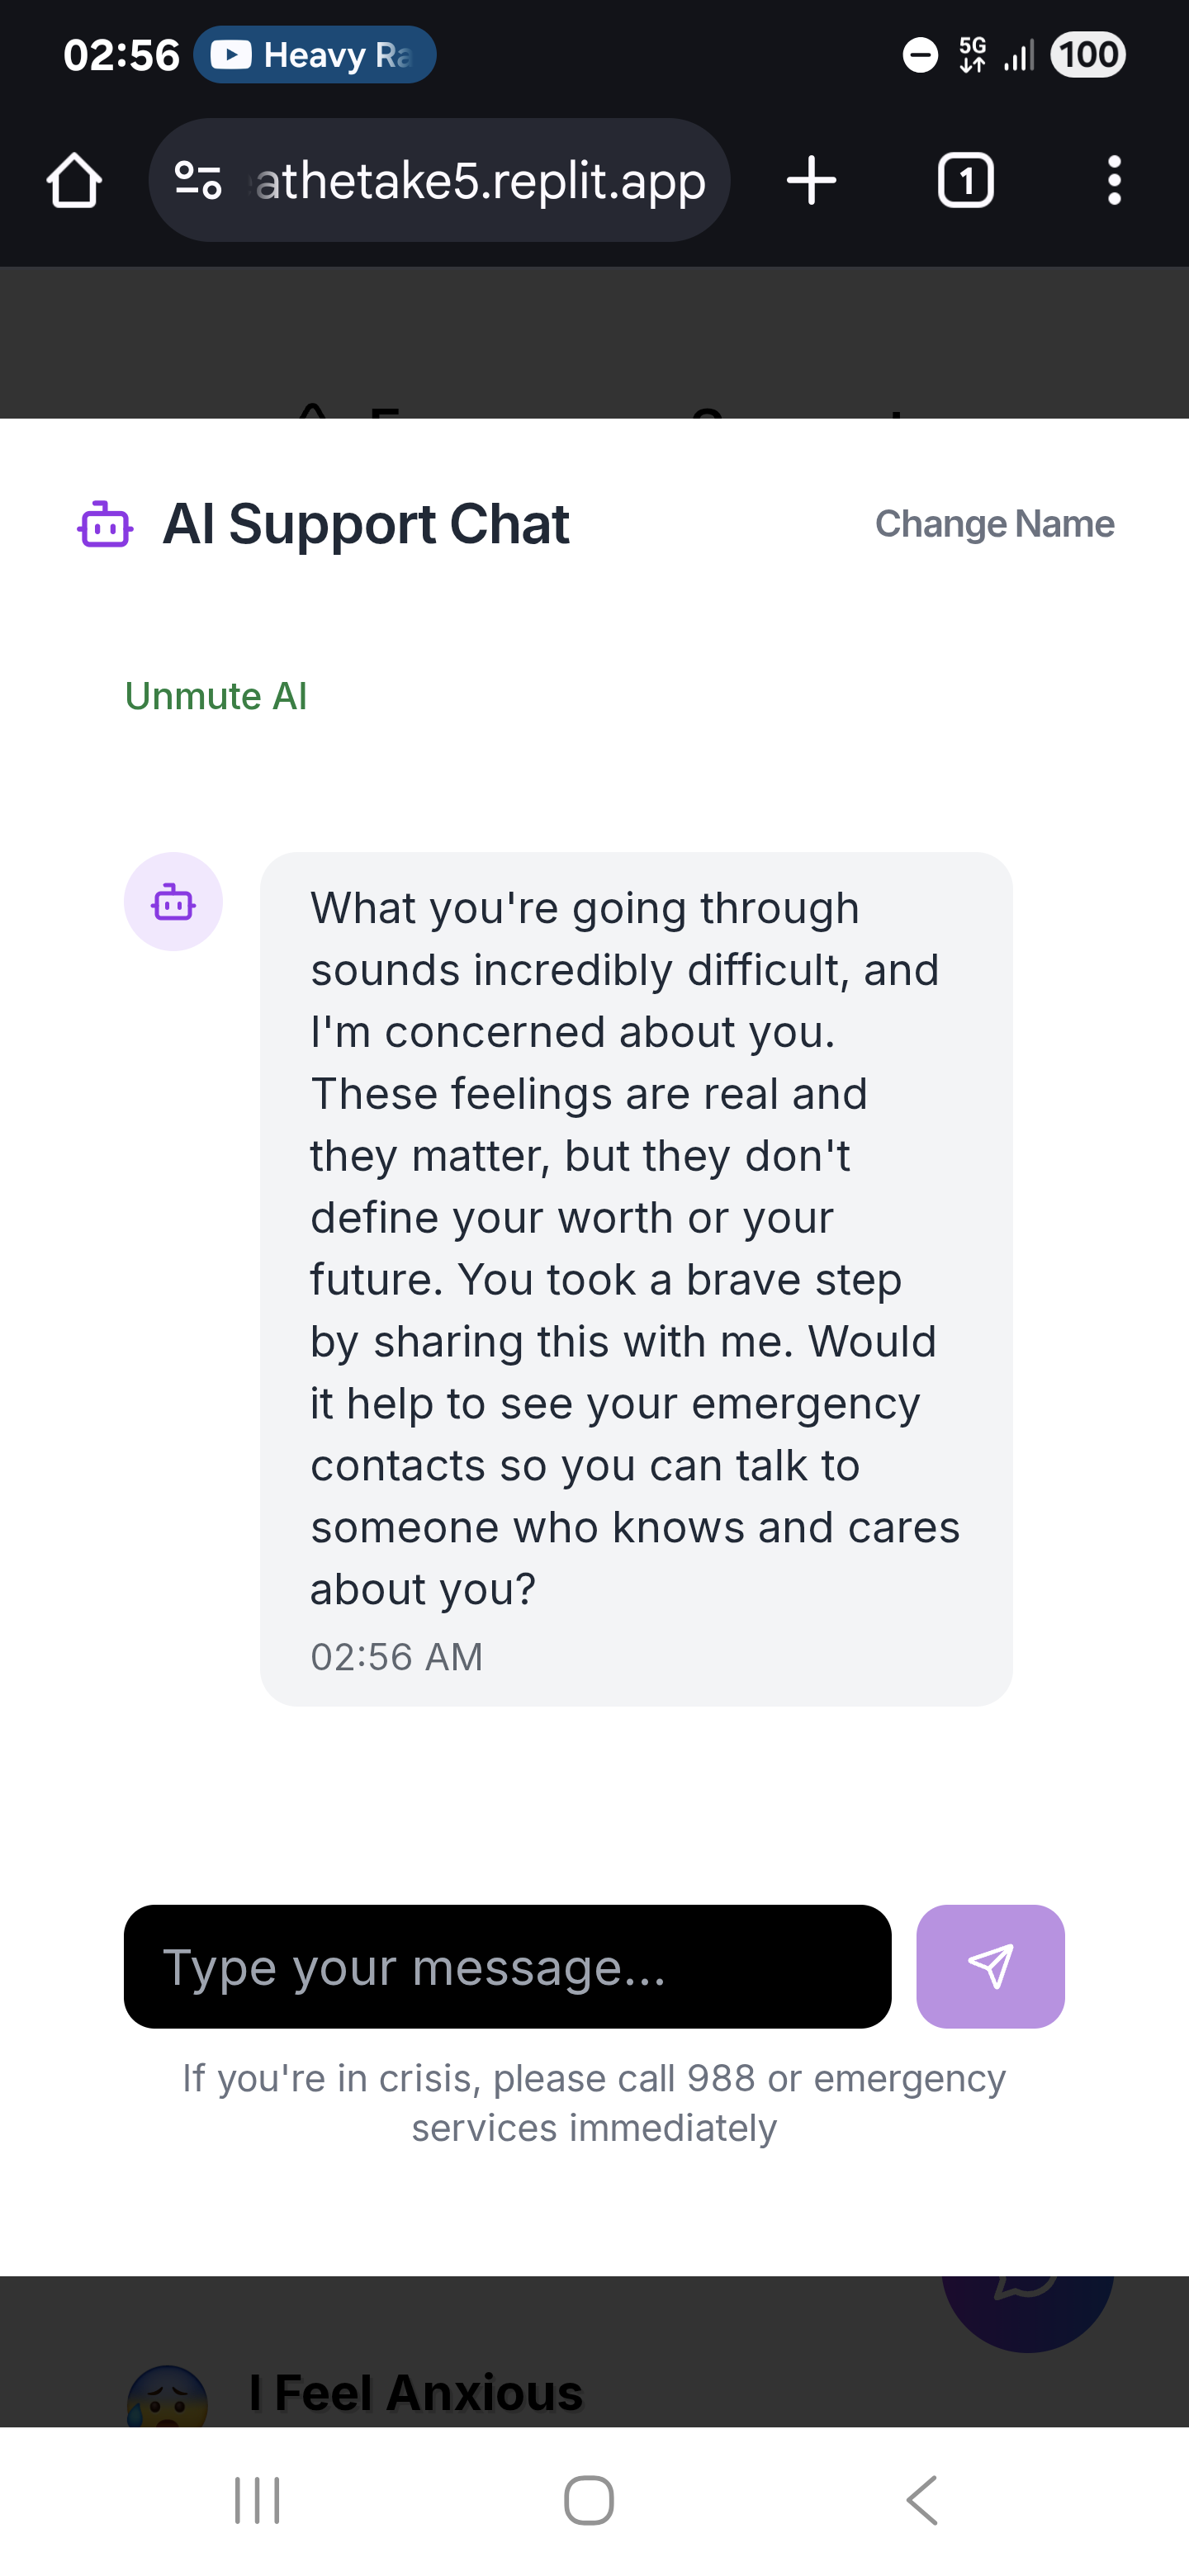 02:56 Heavy Ra 5G 100
athetake5.replit.app 1
AI Support Chat Change Name
Unmute AI
What you're going through
sounds incredibly difficult, and
I'm concerned about you.
These feelings are real and
they matter, but they don't
define your worth or your
future. You took a brave step
by sharing this with me. Would
it help to see your emergency
contacts so you can talk to
someone who knows and cares
about you?
02:56 AM
Type your message...
If you're in crisis, please call 988 or emergency
services immediately
I Feel Anxious